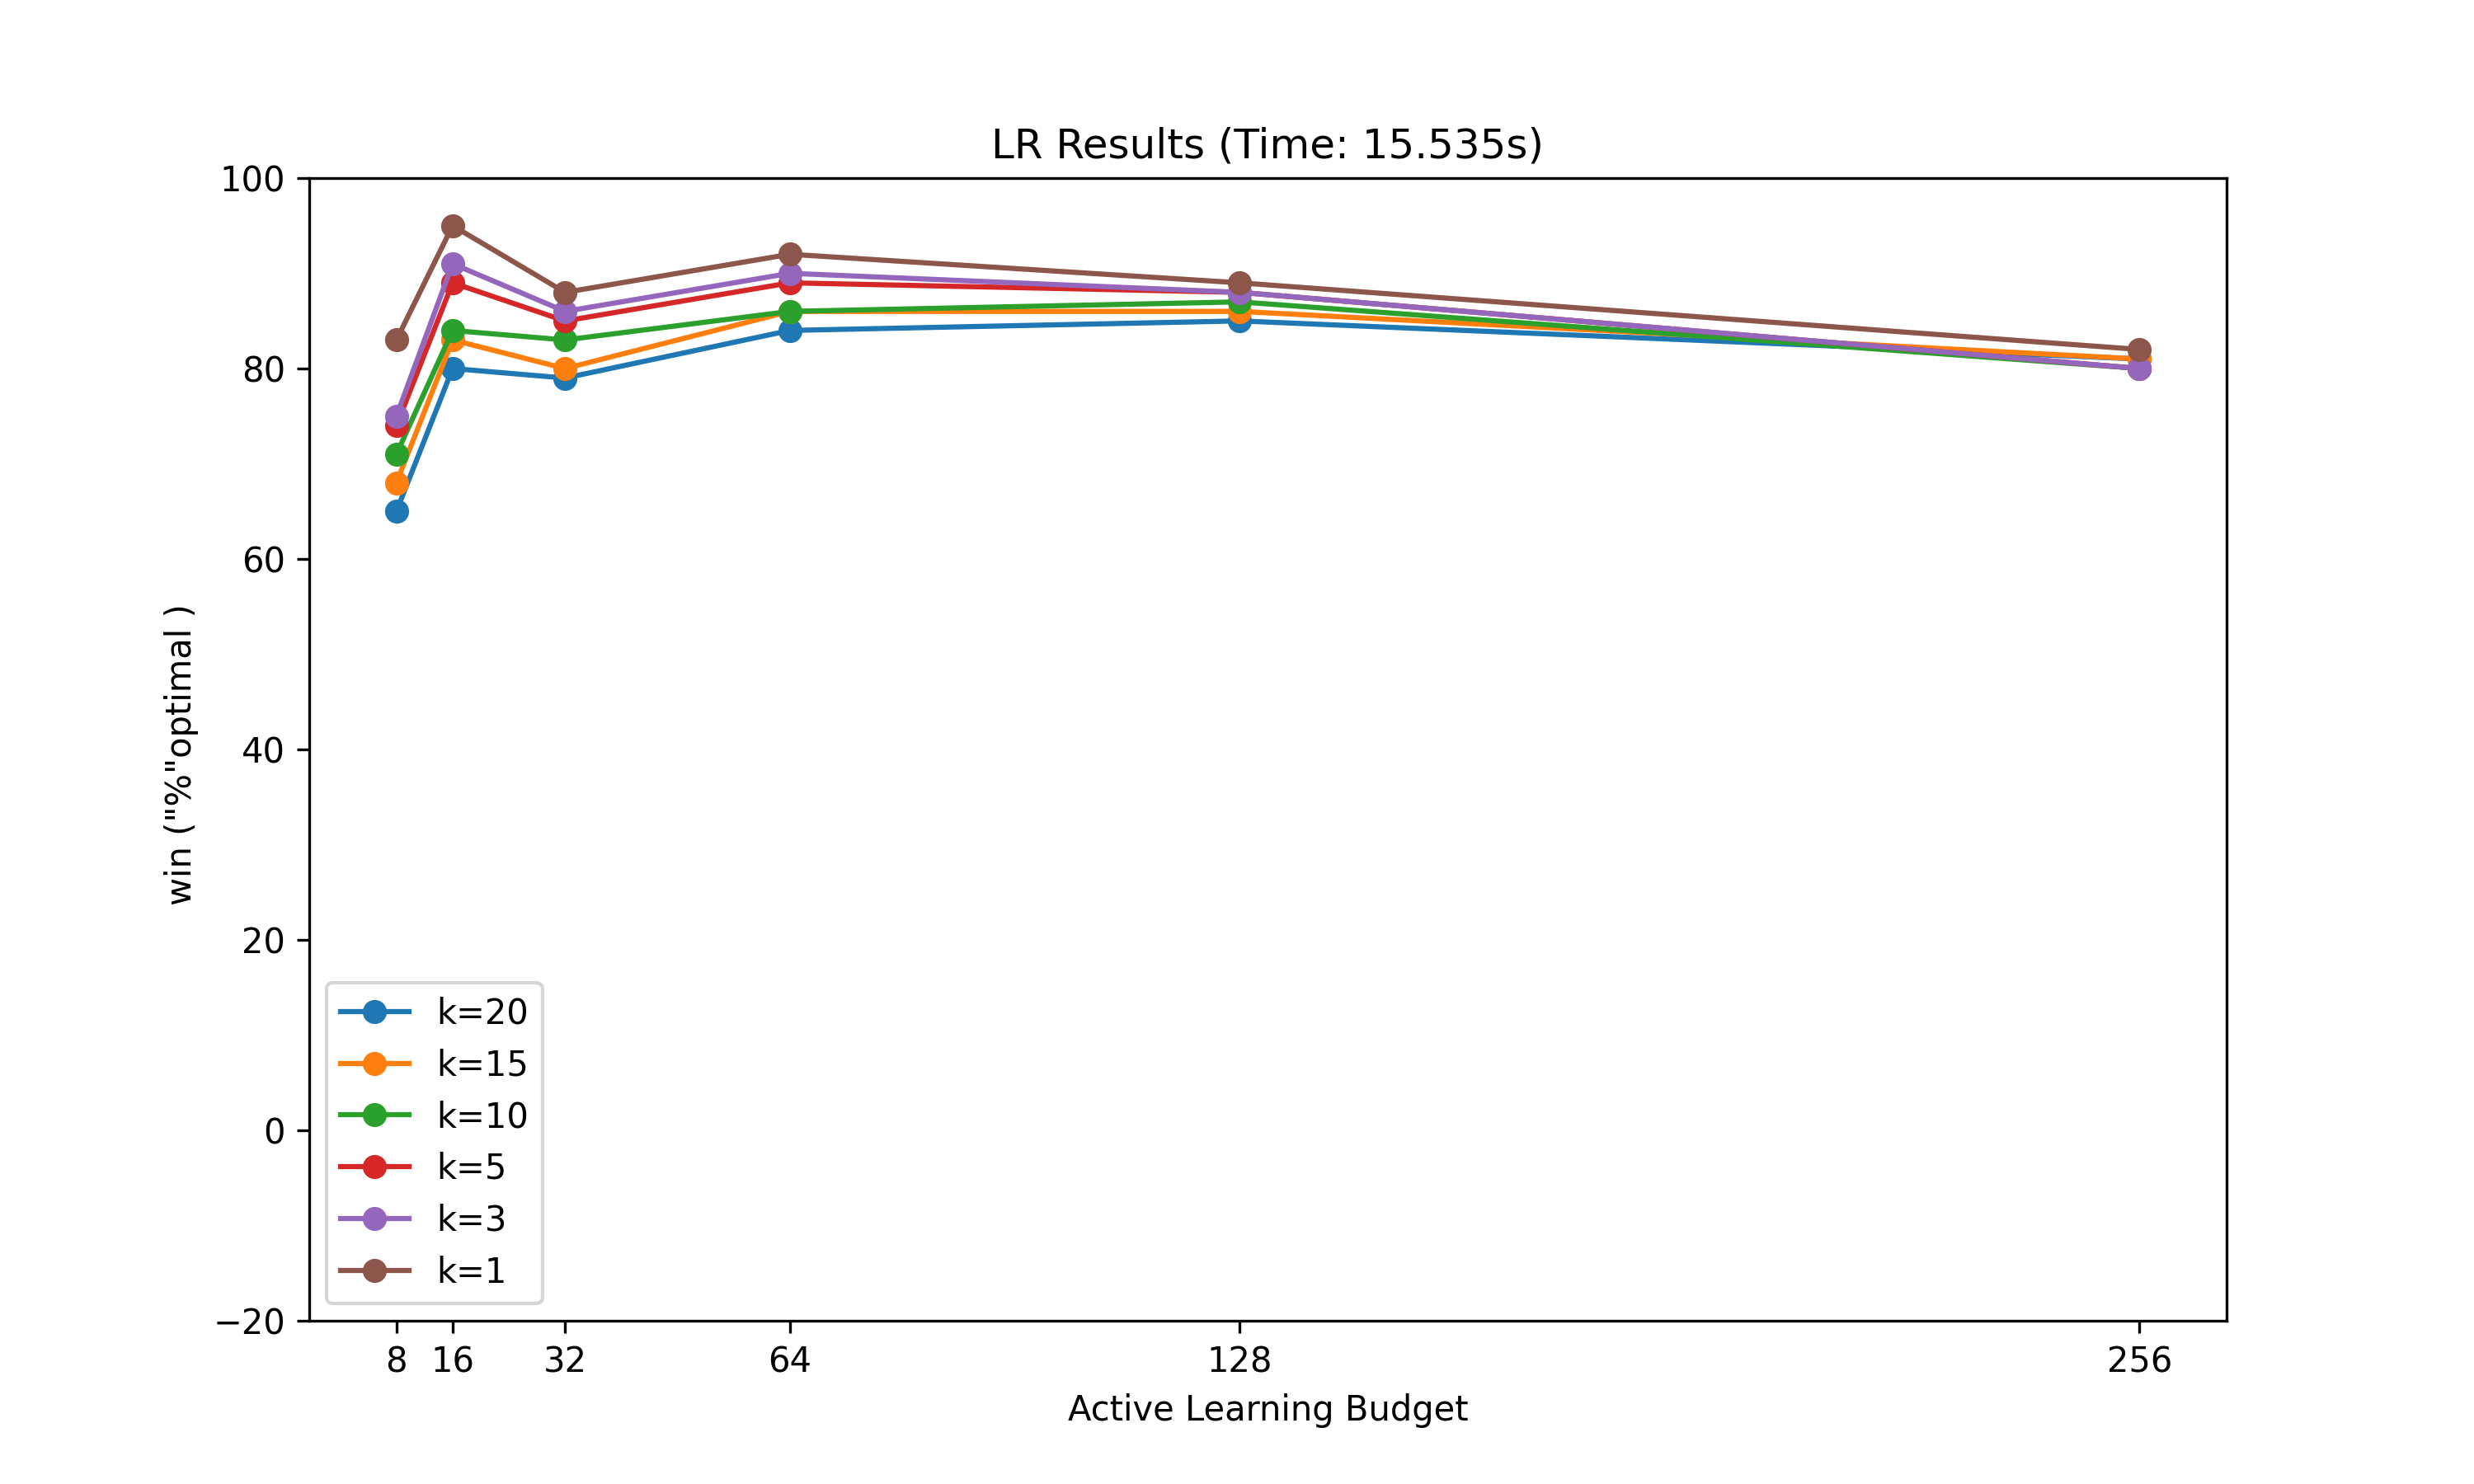 LR Results (Time: 15.535s)
100
80
60
40
20
0
−20
win ("%"optimal )
k=20
k=15
k=10
k=5
k=3
k=1
8 16 32 64 128 256
Active Learning Budget